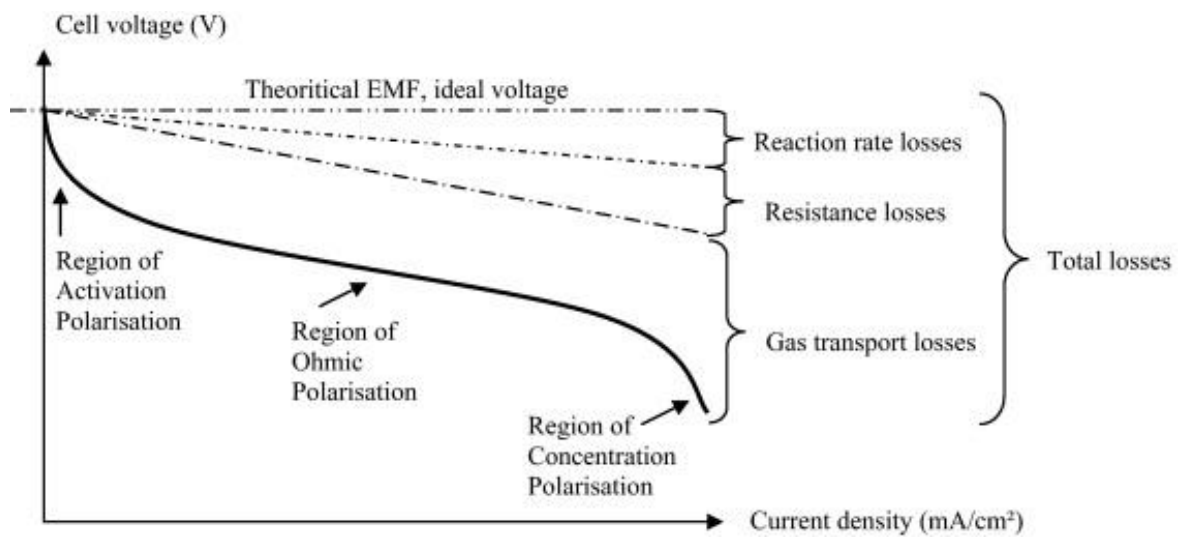 Cell voltage (V)
Theoritical EMF, ideal voltage
Reaction rate losses
Resistance losses
Total losses
Gas transport losses
Region of
Activation
Polarisation
Region of
Ohmic
Polarisation
Region of
Concentration
Polarisation
Current density (mA/cm²)